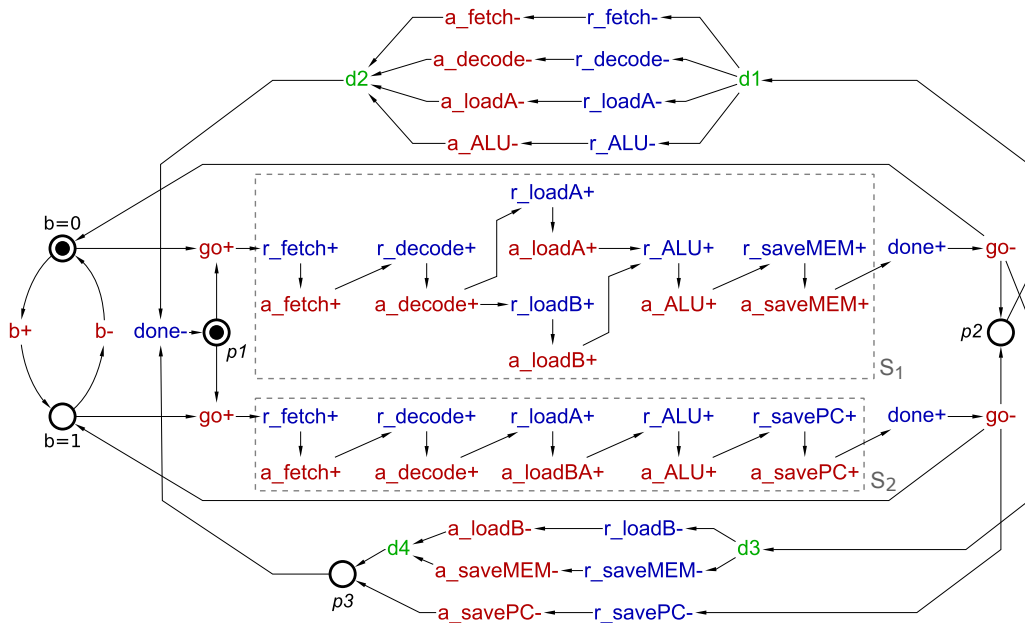 a_fetch- r_fetch-
a_decode- r_decode-
d2 d1
a_loadA- r_loadA-
a_ALU- r_ALU-
r_loadA+
b=0
go+ r_fetch+ r_decode+ a_loadA+ r_ALU+ r_saveMEM+ done+ go-
a_fetch+ a_decode+ r_loadB+ a_ALU+ a_saveMEM+
b+ b- done- p1 p2
a_loadB+
S1
b=1
go+ r_fetch+ r_decode+ r_loadA+ r_ALU+ r_savePC+ done+ go-
a_fetch+ a_decode+ a_loadBA+ a_ALU+ a_savePC+
S2
a_loadB- r_loadB-
d4 d3
a_saveMEM- r_saveMEM-
p3
a_savePC- r_savePC-